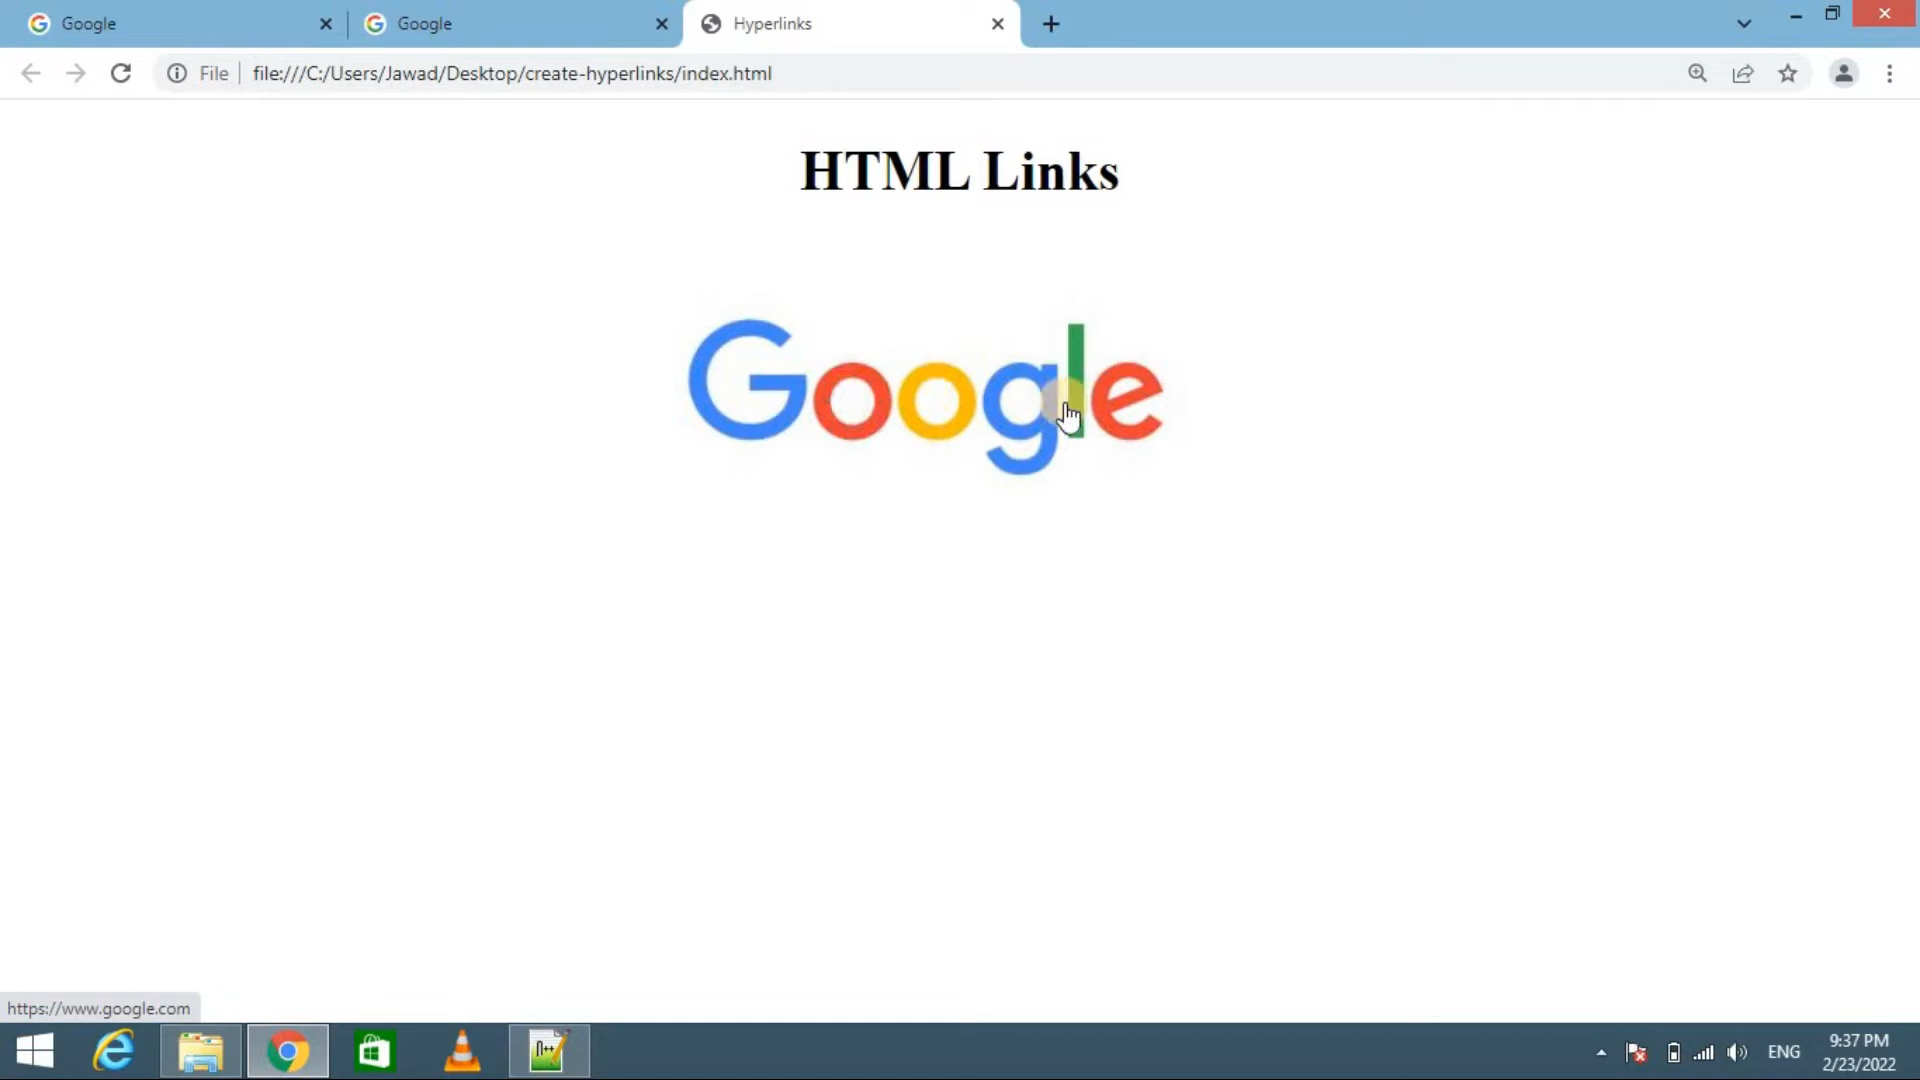 Google
Google
Hyperlinks
File
file:///C:/Users/Jawad/Desktop/create-hyperlinks/index.html
HTML Links
Google
https://www.google.com
n++
ENG
9:37 PM
2/23/2022